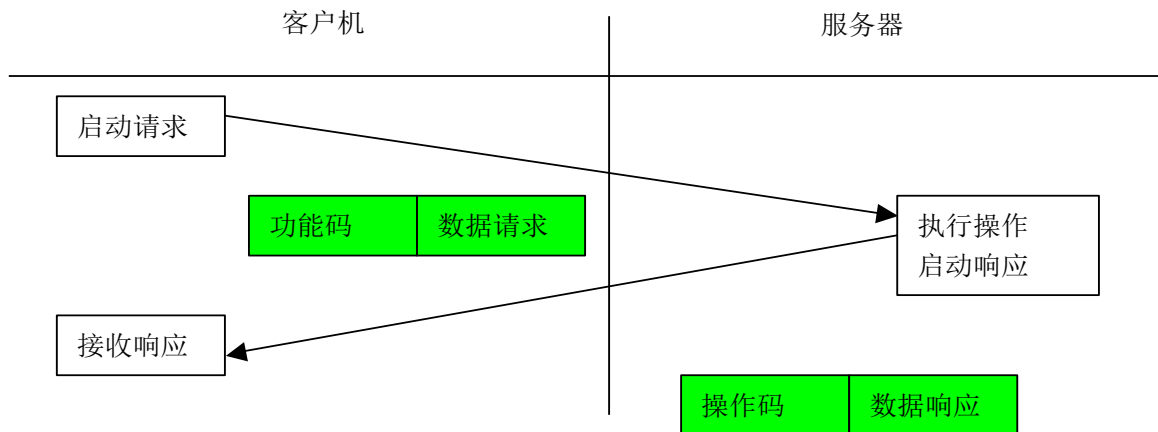 客户机
服务器
启动请求
功能码 数据请求
执行操作
启动响应
接收响应
操作码 数据响应